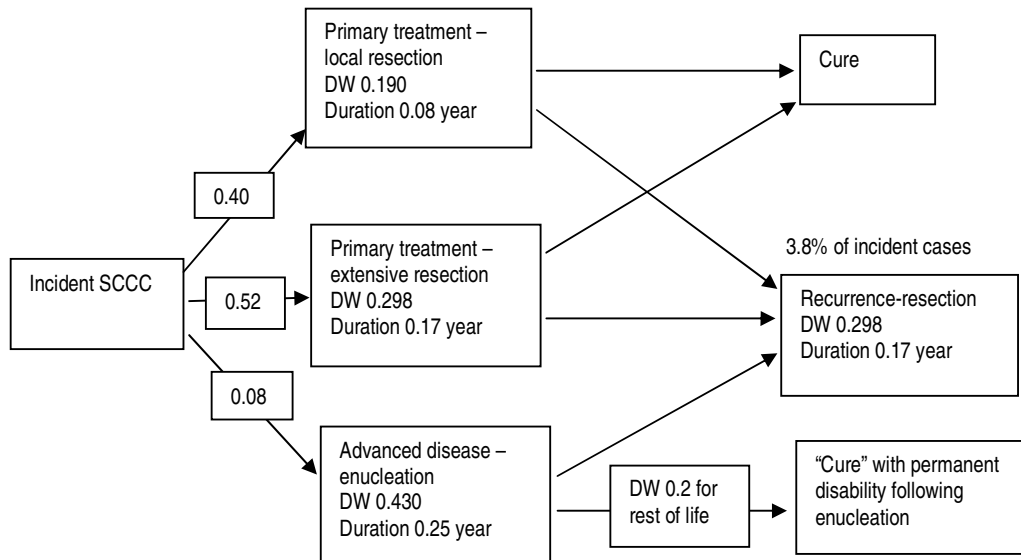 Incident SCCC
0.40
0.52
0.08
Primary treatment –
local resection
DW 0.190
Duration 0.08 year
Primary treatment –
extensive resection
DW 0.298
Duration 0.17 year
Advanced disease –
enucleation
DW 0.430
Duration 0.25 year
DW 0.2 for
rest of life
Cure
3.8% of incident cases
Recurrence-resection
DW 0.298
Duration 0.17 year
“Cure” with permanent
disability following
enucleation